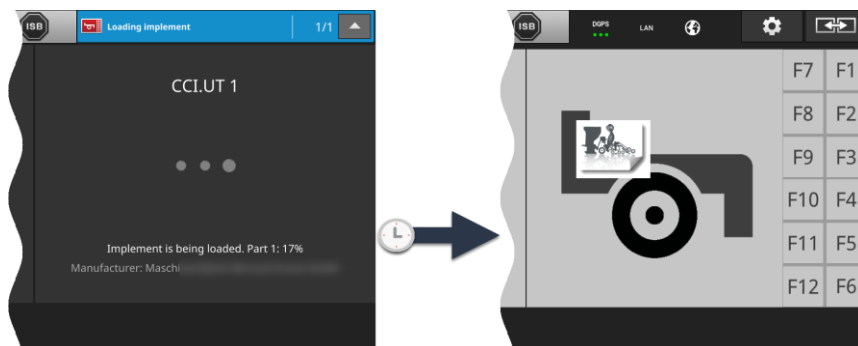 ISB
Loading implement
1/1
CCI.UT 1
Implement is being loaded. Part 1: 17%
Manufacturer: Maschi
ISB
DGPS
LAN
F7 F1
F8 F2
F9 F3
F10 F4
F11 F5
F12 F6